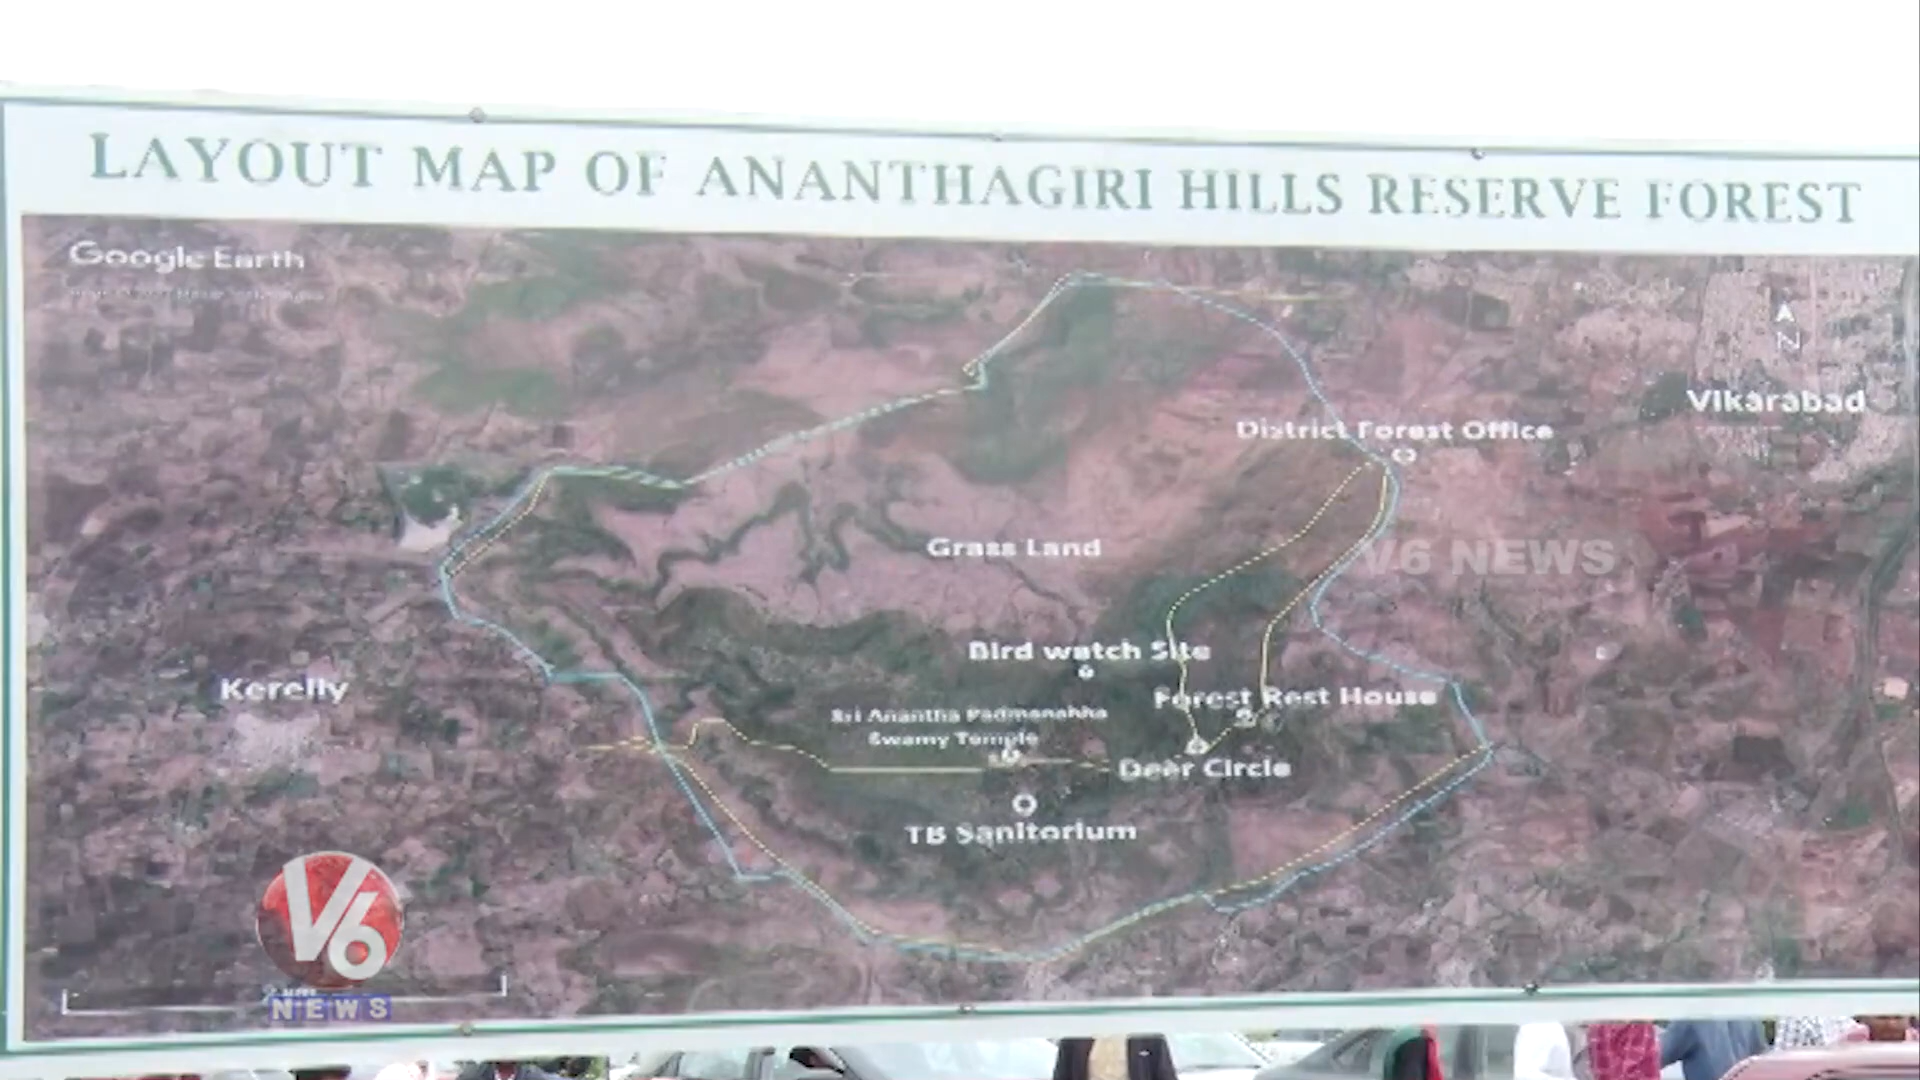 LAYOUT MAP OF ANANTHAGIRI HILLS RESERVE FOREST
Google Earth
A
N
Vikarabad
District Forest Office
V6 NEWS
Grass Land
Bird watch Site
Kerelly
Forest Rest House
Sri Anantha Padmanabha
Swamy Temple
Deer Circle
TB Sanitorium
V6
NEWS